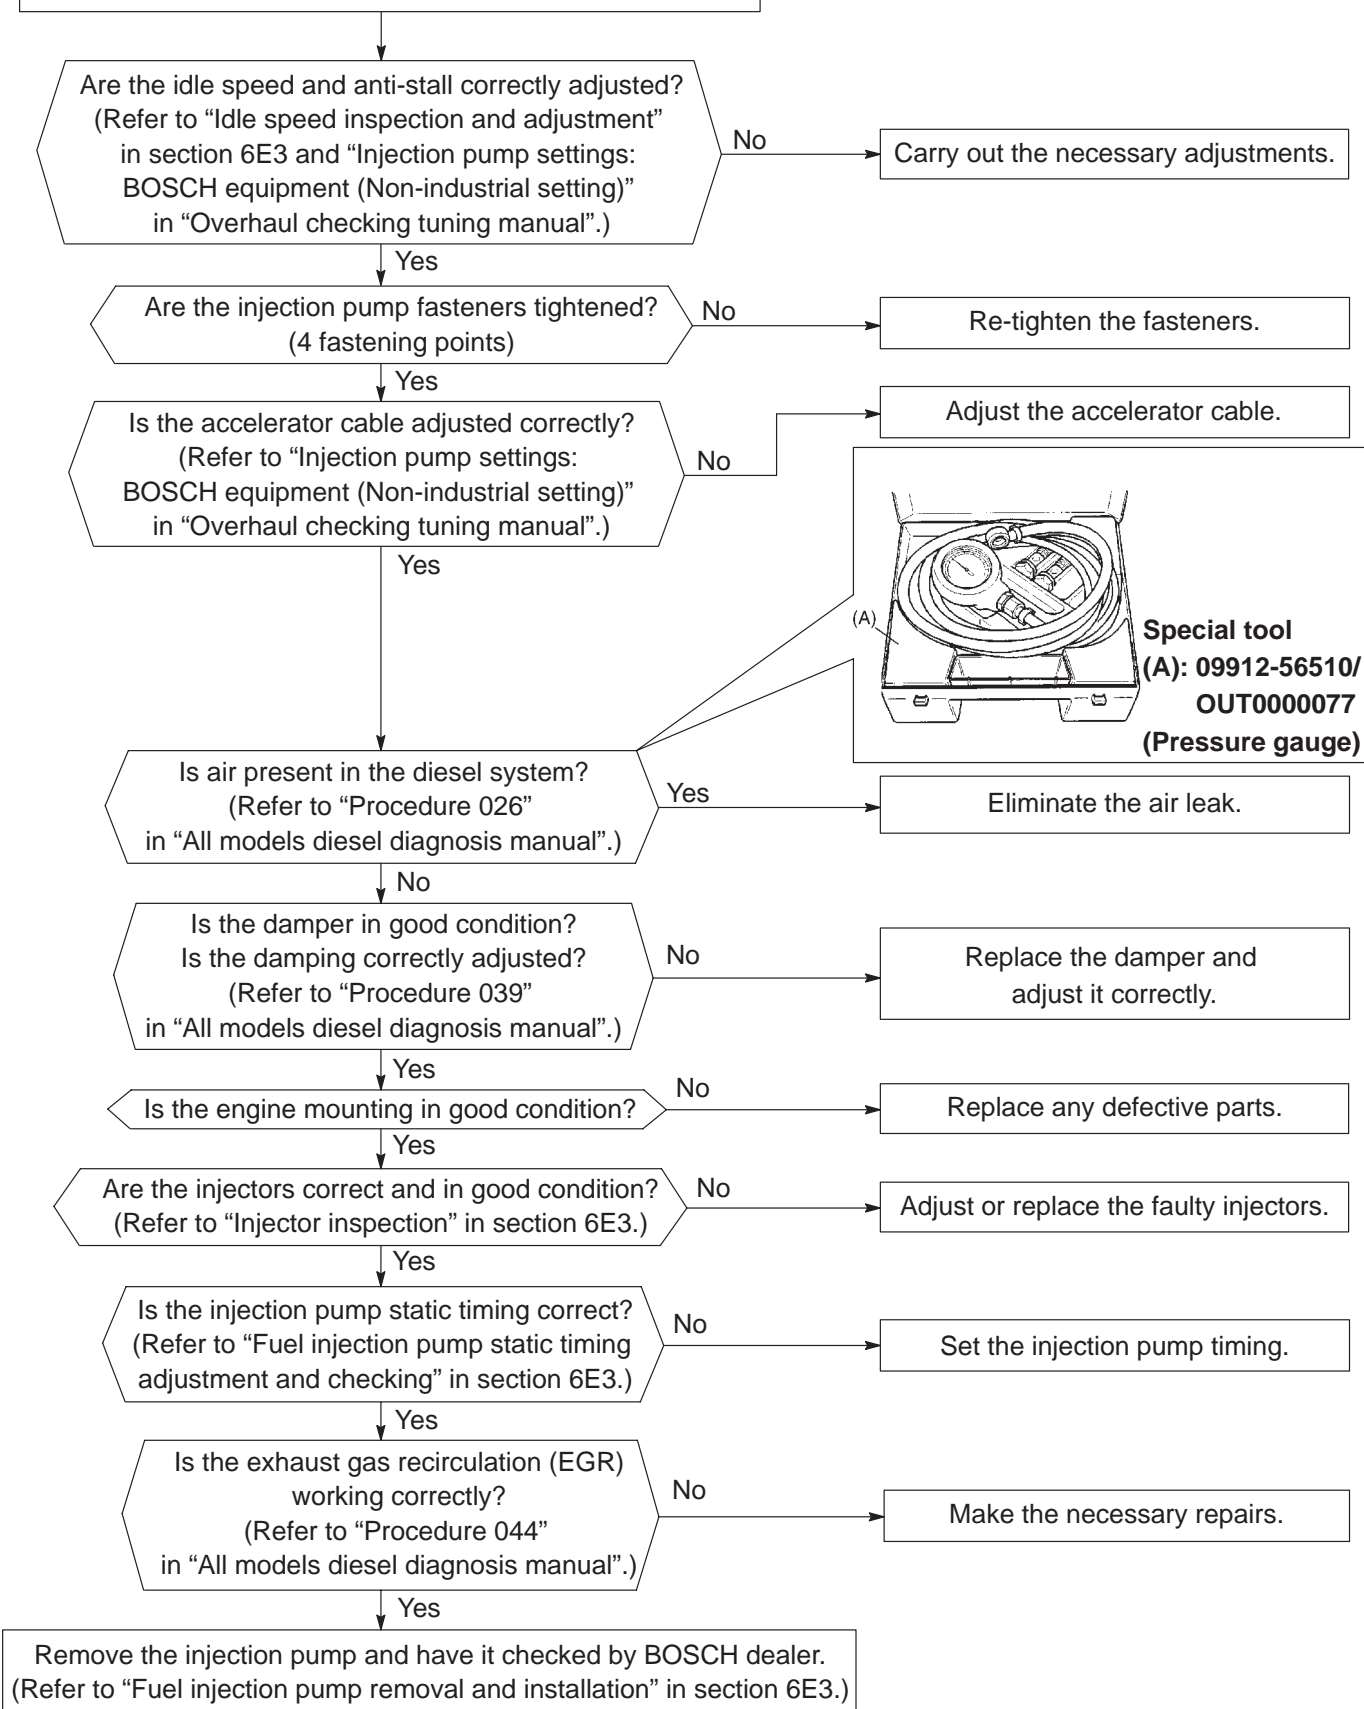 Are the idle speed and anti-stall correctly adjusted?
(Refer to “Idle speed inspection and adjustment”
in section 6E3 and “Injection pump settings:
BOSCH equipment (Non-industrial setting)”
in “Overhaul checking tuning manual”.)
No
Carry out the necessary adjustments.
Yes
Are the injection pump fasteners tightened?
(4 fastening points)
No
Re-tighten the fasteners.
Yes
Is the accelerator cable adjusted correctly?
(Refer to “Injection pump settings:
BOSCH equipment (Non-industrial setting)”
in “Overhaul checking tuning manual”.)
No
Adjust the accelerator cable.
Yes
(A)
Special tool
(A): 09912-56510/
OUT0000077
(Pressure gauge)
Is air present in the diesel system?
(Refer to “Procedure 026”
in “All models diesel diagnosis manual”.)
Yes
Eliminate the air leak.
No
Is the damper in good condition?
Is the damping correctly adjusted?
(Refer to “Procedure 039”
in “All models diesel diagnosis manual”.)
No
Replace the damper and
adjust it correctly.
Yes
Is the engine mounting in good condition?
No
Replace any defective parts.
Yes
Are the injectors correct and in good condition?
(Refer to “Injector inspection” in section 6E3.)
No
Adjust or replace the faulty injectors.
Yes
Is the injection pump static timing correct?
(Refer to “Fuel injection pump static timing
adjustment and checking” in section 6E3.)
No
Set the injection pump timing.
Yes
Is the exhaust gas recirculation (EGR)
working correctly?
(Refer to “Procedure 044”
in “All models diesel diagnosis manual”.)
No
Make the necessary repairs.
Yes
Remove the injection pump and have it checked by BOSCH dealer.
(Refer to “Fuel injection pump removal and installation” in section 6E3.)